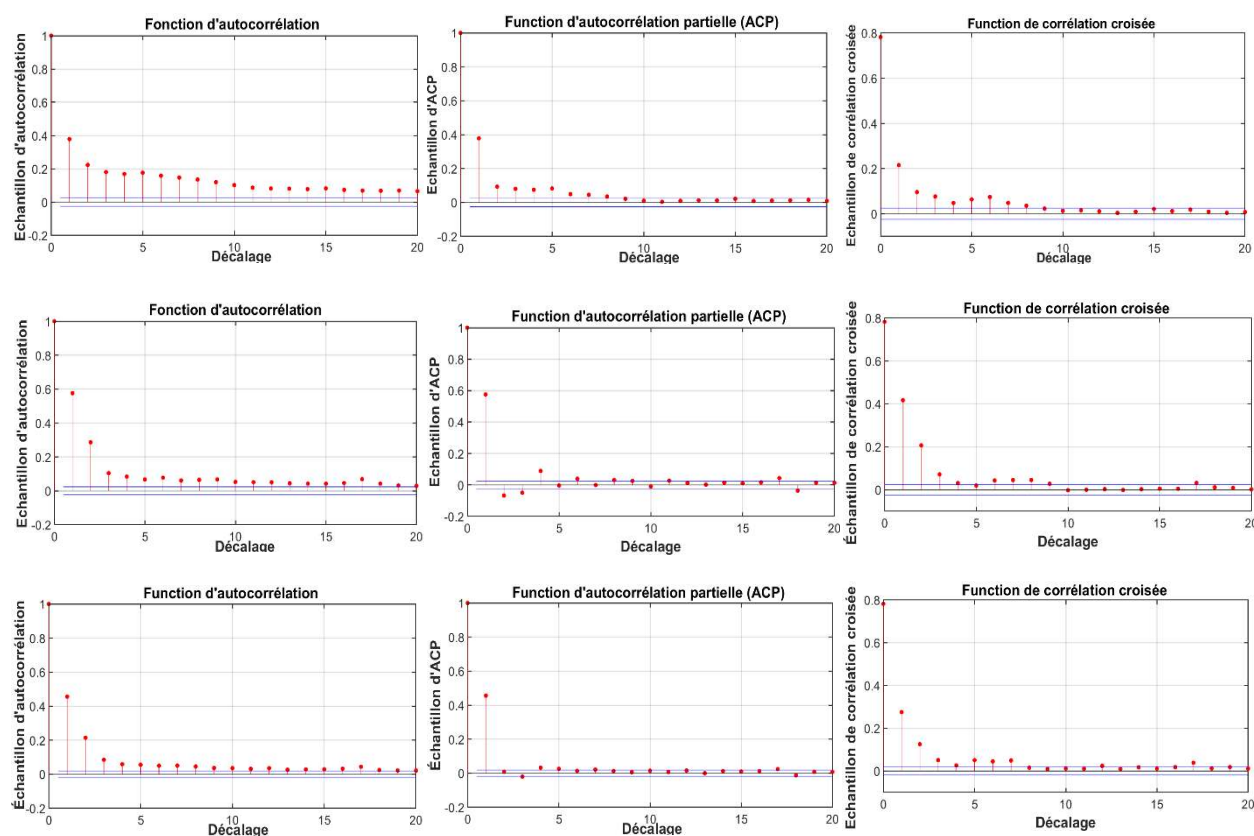 Fonction d'autocorrélation
Echantillon d'autocorrélation
1
0.8
0.6
0.4
0.2
0
-0.2
0 5 10 15 20
Décalage
Function d'autocorrélation partielle (ACP)
Echantillon d'ACP
1
0.8
0.6
0.4
0.2
0
-0.2
0 5 10 15 20
Décalage
Function de corrélation croisée
Echantillon de corrélation croisée
0.8
0.6
0.4
0.2
0
0 5 10 15 20
Décalage
Fonction d'autocorrélation
Echantillon d'autocorrélation
1
0.8
0.6
0.4
0.2
0
-0.2
0 5 10 15 20
Décalage
Function d'autocorrélation partielle (ACP)
Echantillon d'ACP
1
0.8
0.6
0.4
0.2
0
-0.2
0 5 10 15 20
Décalage
Function de corrélation croisée
Échantillon de corrélation croisée
0.8
0.6
0.4
0.2
0
0 5 10 15 20
Décalage
Function d'autocorrélation
Échantillon d'autocorrélation
1
0.8
0.6
0.4
0.2
0
-0.2
0 5 10 15 20
Décalage
Function d'autocorrélation partielle (ACP)
Échantillon d'ACP
1
0.8
0.6
0.4
0.2
0
-0.2
0 5 10 15 20
Décalage
Function de corrélation croisée
Échantillon de corrélation croisée
0.8
0.6
0.4
0.2
0
0 5 10 15 20
Décalage